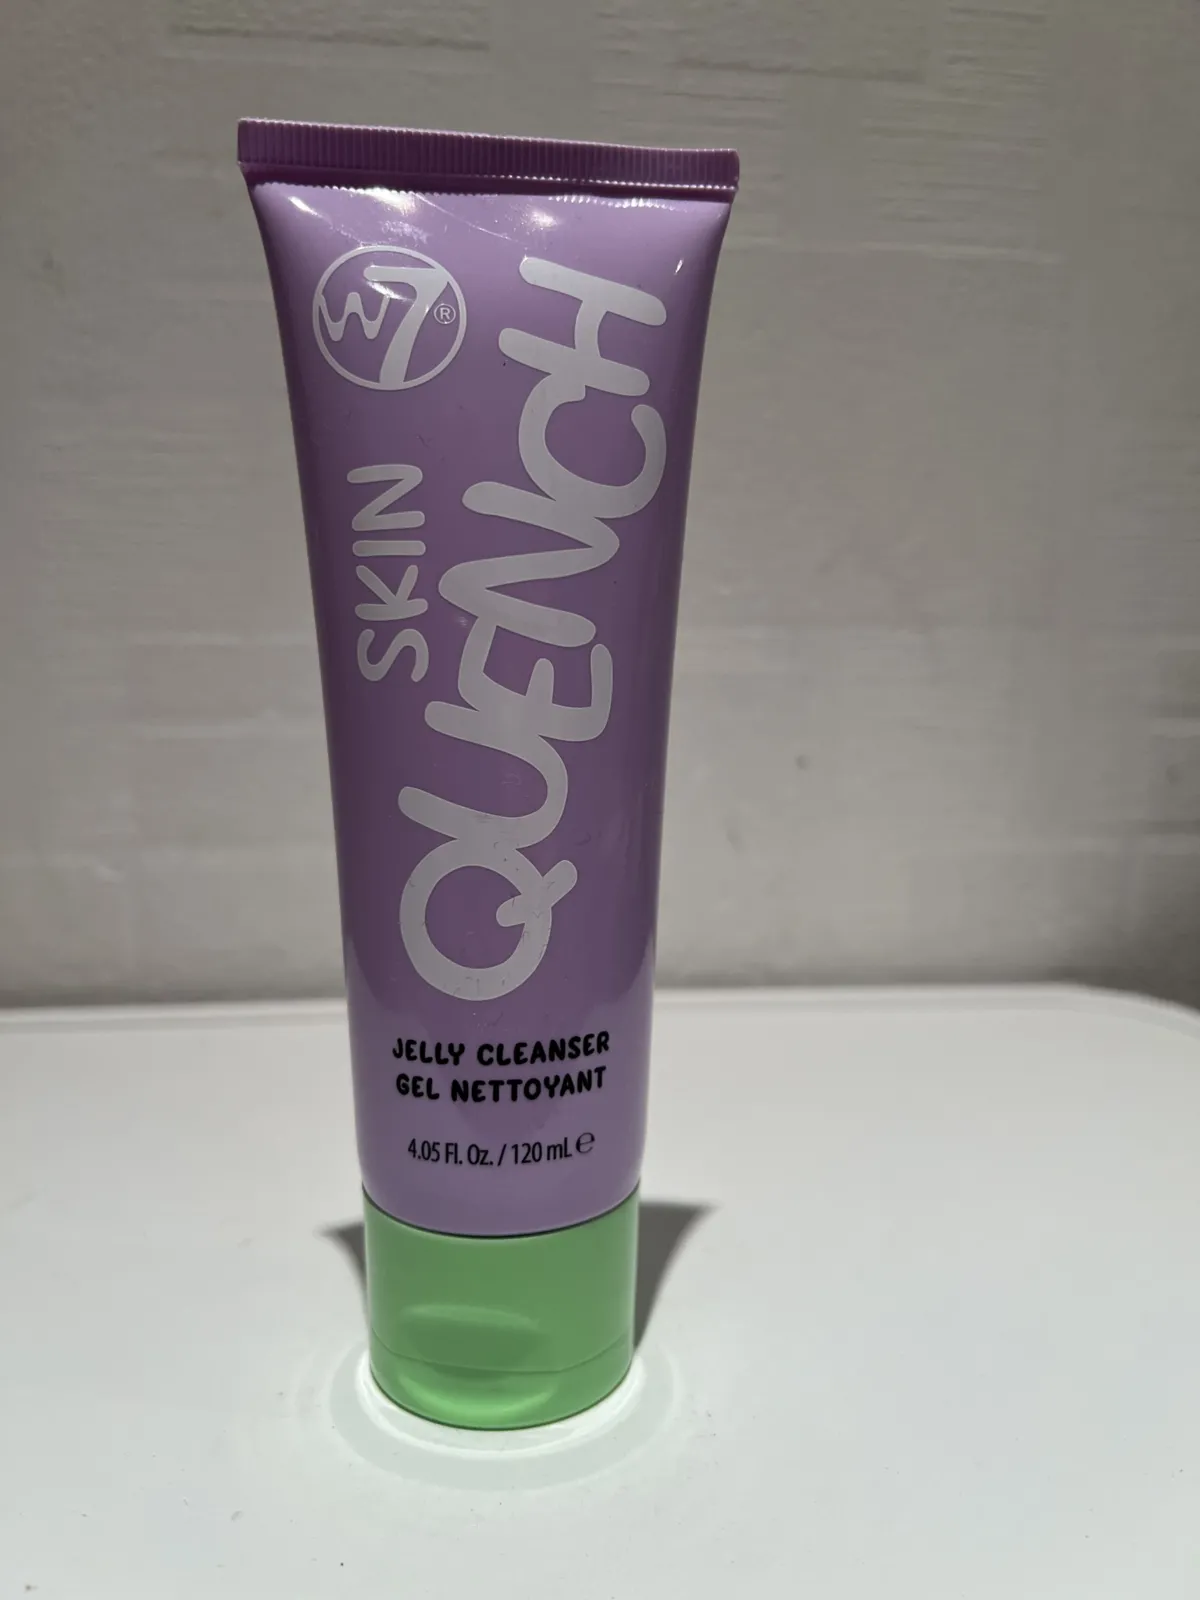 W7®
SKIN
QUENCH
JELLY CLEANSER
GEL NETTOYANT
4.05 Fl. Oz. / 120 mL ℮